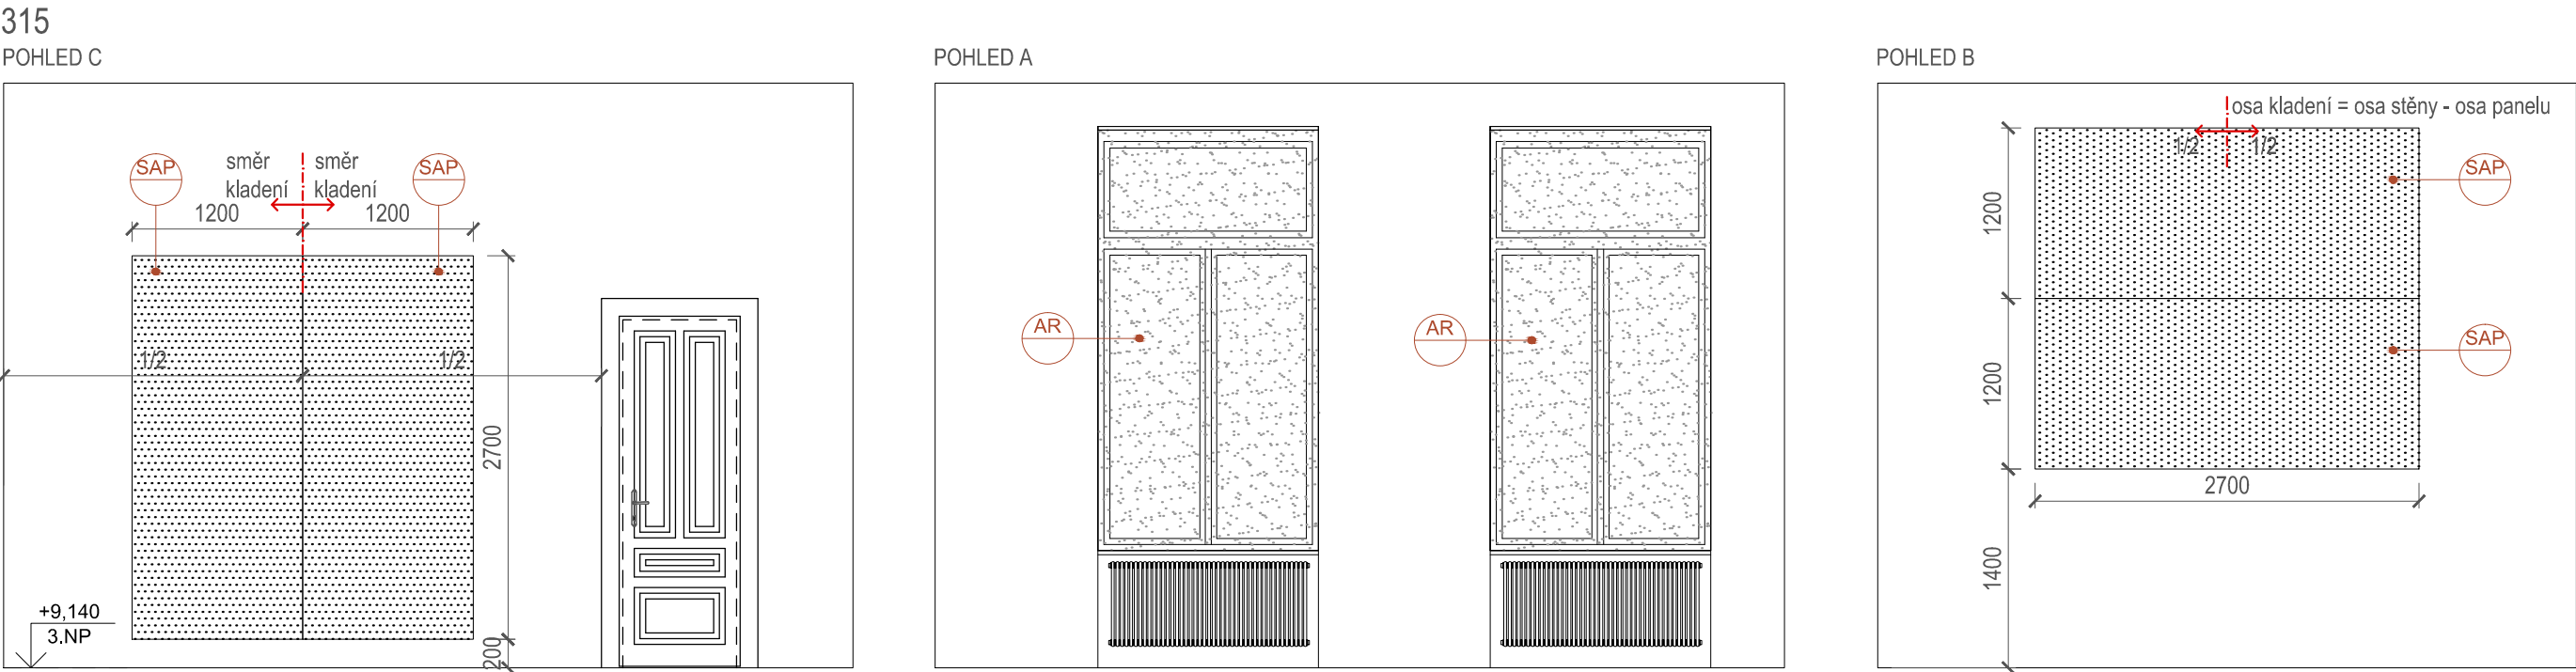 315
POHLED C
SAP
směr
kladení
směr
kladení
SAP
1200
1200
1/2
1/2
2700
200
+9,140
3.NP
POHLED A
AR
AR
POHLED B
osa kladení = osa stěny - osa panelu
1/2
1/2
SAP
1200
SAP
1200
2700
1400